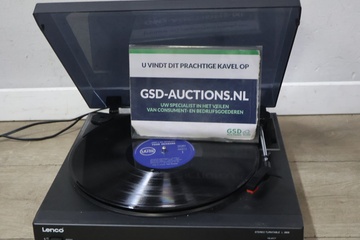 U VINDT DIT PRACHTIGE KAVEL OP
GSD-AUCTIONS.NL
UW SPECIALIST IN HET VEILEN
VAN CONSUMENT- EN BEDRIJFSGOEDEREN
GSD
Lenco